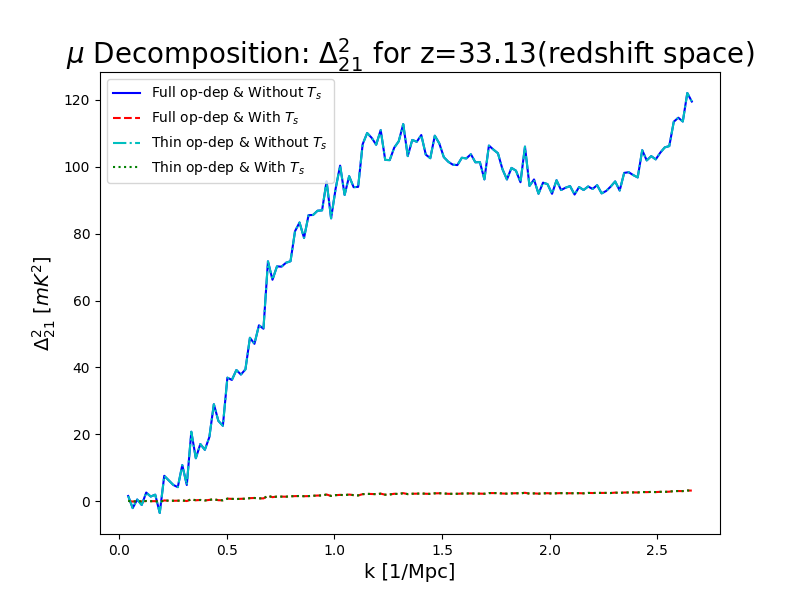 μ Decomposition: Δ²₂₁ for z=33.13(redshift space)
Full op-dep & Without Tₛ
Full op-dep & With Tₛ
Thin op-dep & Without Tₛ
Thin op-dep & With Tₛ
120
100
80
60
40
20
0
Δ²₂₁ [mK²]
0.0 0.5 1.0 1.5 2.0 2.5
k [1/Mpc]